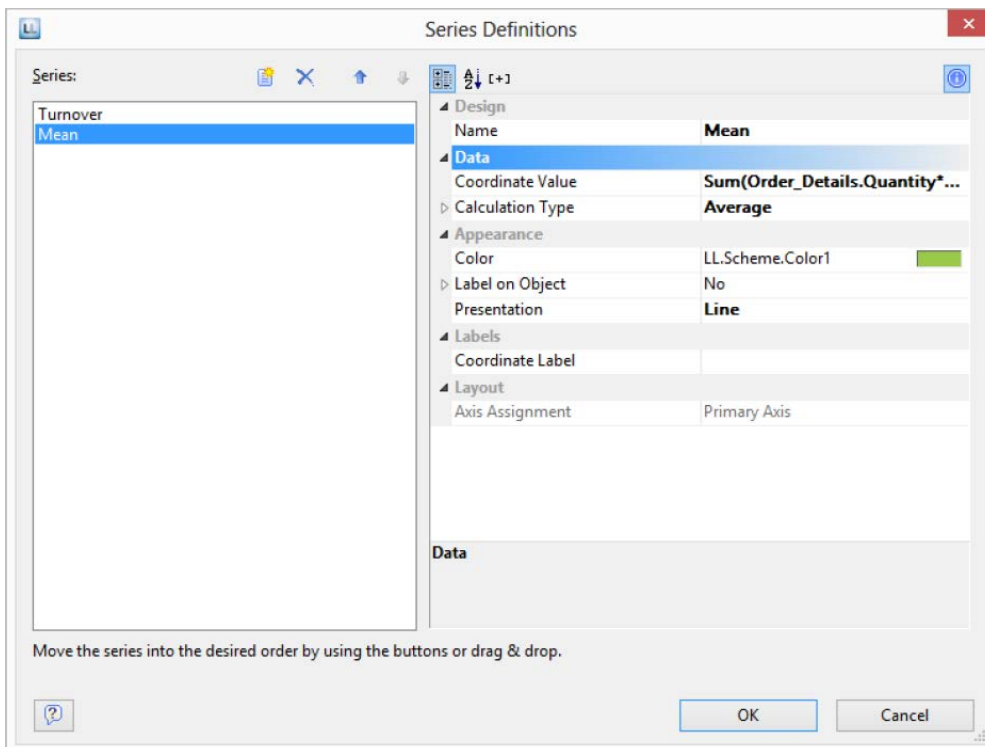 Series Definitions
Series:
Turnover
Mean
Design
Name Mean
Data
Coordinate Value Sum(Order_Details.Quantity*...
Calculation Type Average
Appearance
Color LL.Scheme.Color1
Label on Object No
Presentation Line
Labels
Coordinate Label
Layout
Axis Assignment Primary Axis
Data
Move the series into the desired order by using the buttons or drag & drop.
OK Cancel